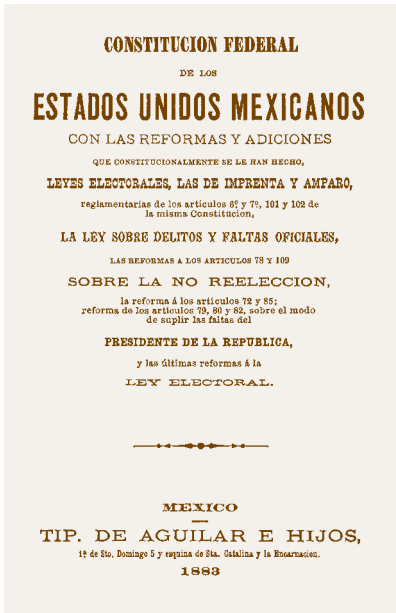 CONSTITUCION FEDERAL
DE LOS
ESTADOS UNIDOS MEXICANOS
CON LAS REFORMAS Y ADICIONES
QUE CONSTITUCIONALMENTE SE LE HAN HECHO,
LEYES ELECTORALES, LAS DE IMPRENTA Y AMPARO,
reglamentarias de los artículos 6º y 7º, 101 y 102 de
la misma Constitucion,
LA LEY SOBRE DELITOS Y FALTAS OFICIALES,
LAS REFORMAS A LOS ARTICULOS 78 Y 109
SOBRE LA NO REELECCION,
la reforma á los artículos 72 y 85;
reforma de los artículos 79, 80 y 82, sobre el modo
de suplir las faltas del
PRESIDENTE DE LA REPUBLICA,
y las últimas reformas á la
LEY ELECTORAL.
MEXICO
TIP. DE AGUILAR E HIJOS,
1ª de Sto. Domingo 5 y esquina de Sta. Catalina y la Encarnacion.
1883